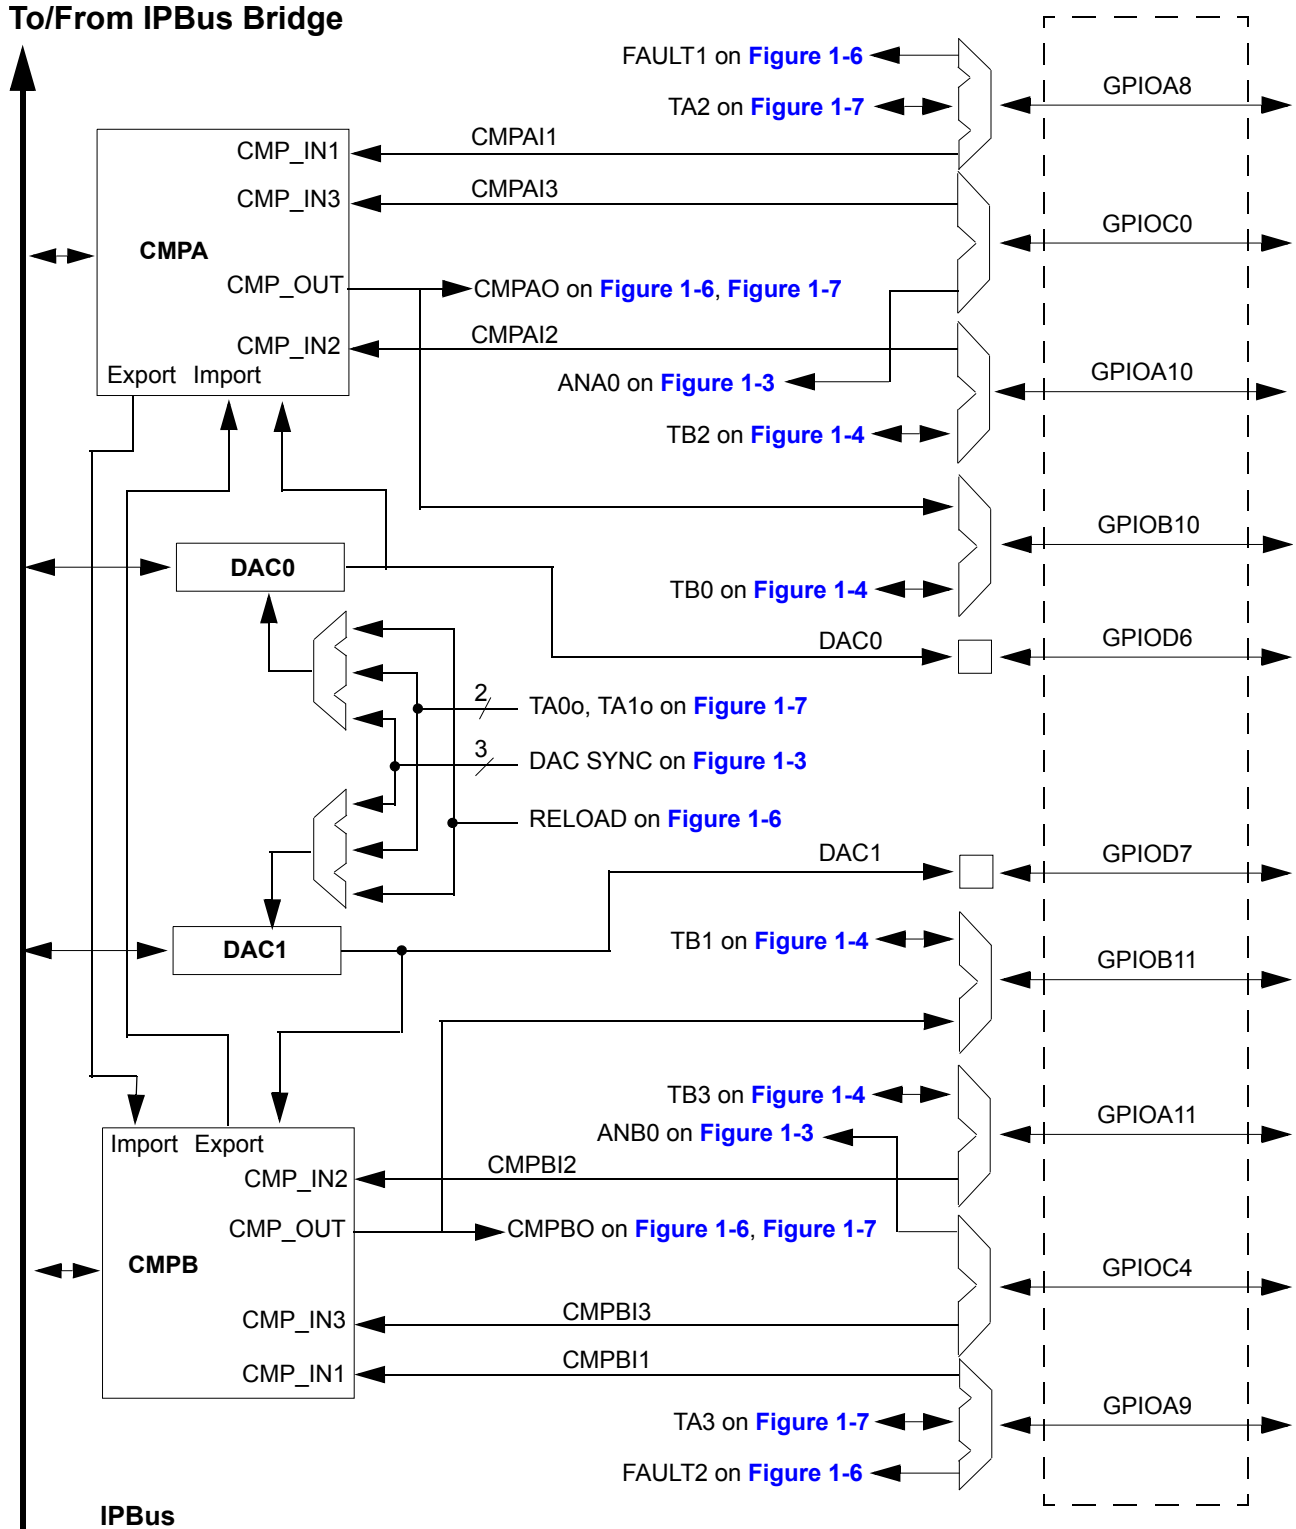 To/From IPBus Bridge
FAULT1 on Figure 1-6
GPIOA8
TA2 on Figure 1-7
CMPAI1
CMP_IN1
CMPAI3
CMP_IN3
GPIOC0
CMPA
CMP_OUT
CMPAO on Figure 1-6, Figure 1-7
CMPAI2
CMP_IN2
Export Import
ANA0 on Figure 1-3
GPIOA10
TB2 on Figure 1-4
GPIOB10
DAC0
TB0 on Figure 1-4
DAC0
GPIOD6
2
TA0o, TA1o on Figure 1-7
3
DAC SYNC on Figure 1-3
RELOAD on Figure 1-6
DAC1
GPIOD7
DAC1
TB1 on Figure 1-4
GPIOB11
TB3 on Figure 1-4
GPIOA11
ANB0 on Figure 1-3
Import Export
CMPBI2
CMP_IN2
CMP_OUT
CMPBO on Figure 1-6, Figure 1-7
CMPB
GPIOC4
CMPBI3
CMP_IN3
CMPBI1
CMP_IN1
GPIOA9
TA3 on Figure 1-7
FAULT2 on Figure 1-6
IPBus